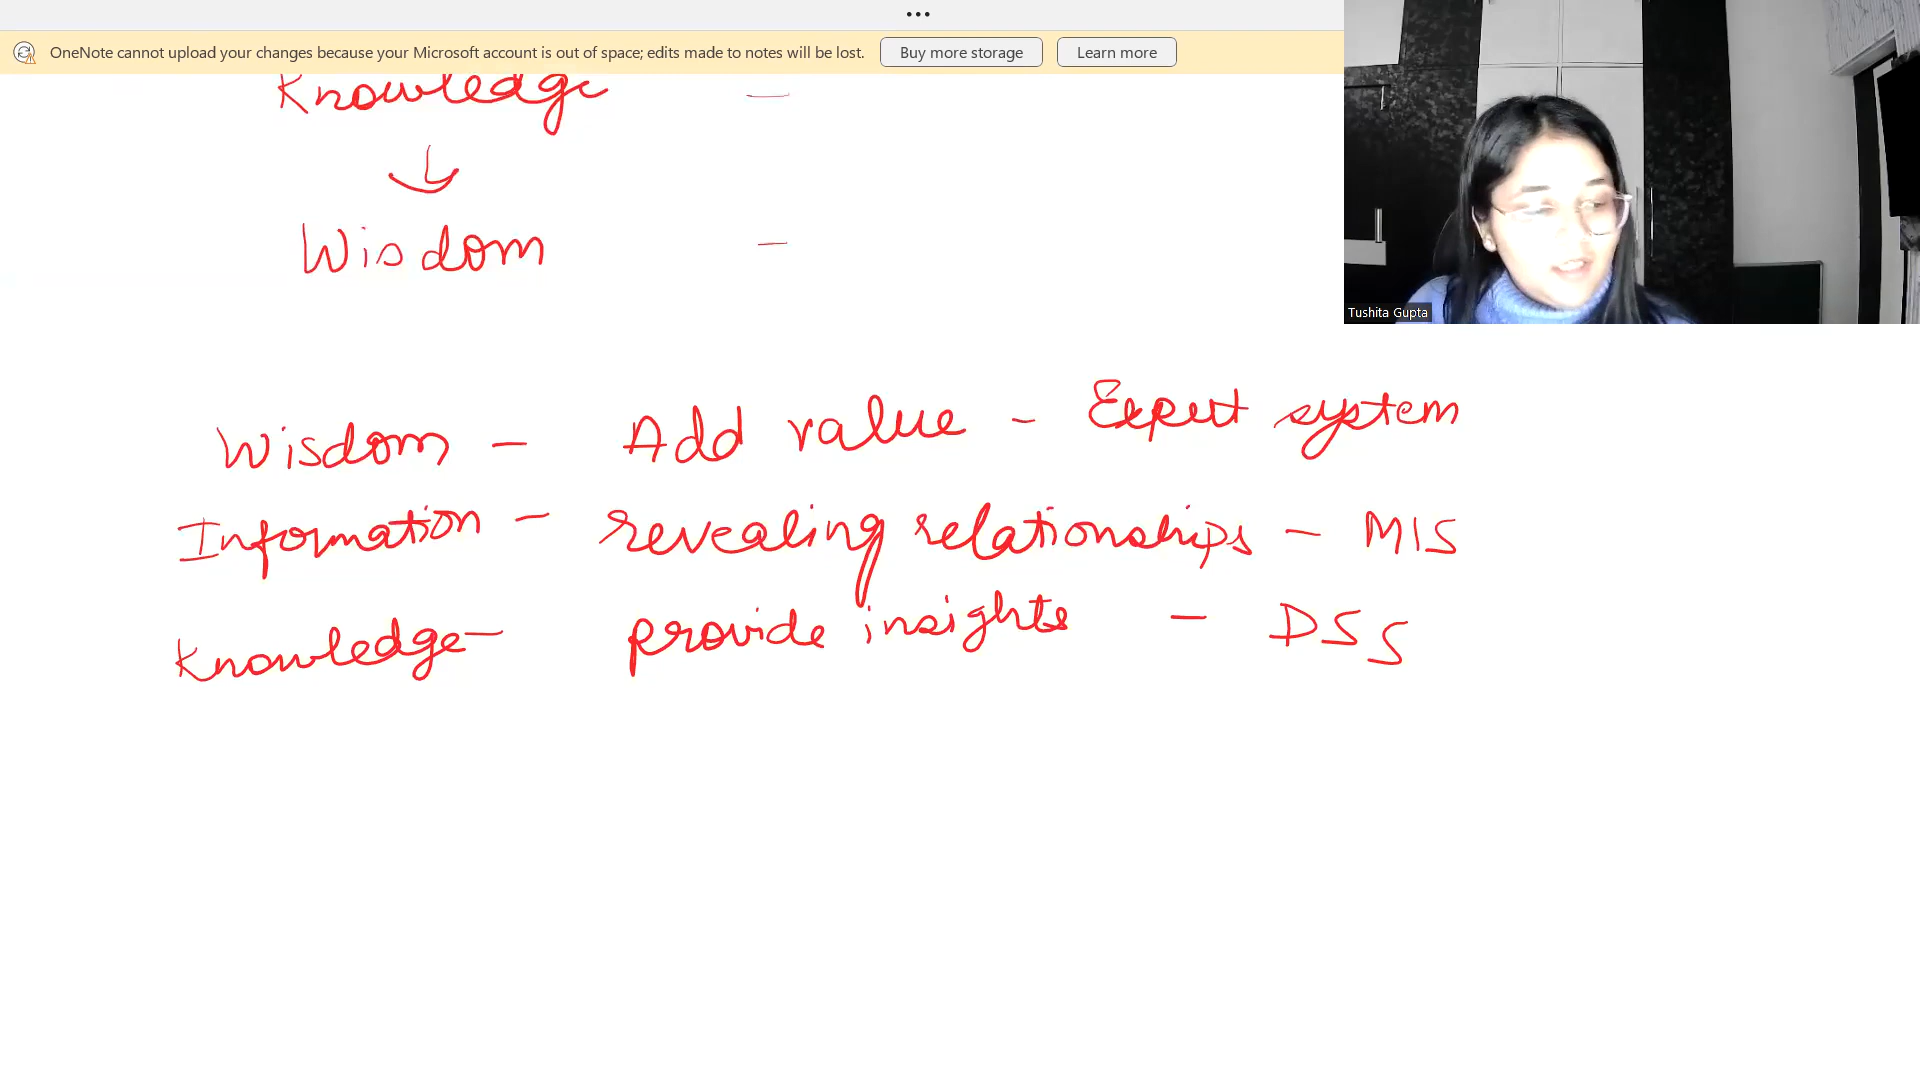 OneNote cannot upload your changes because your Microsoft account is out of space; edits made to notes will be lost. Buy more storage Learn more
Knowledge -
Wisdom -
Tushita Gupta
Wisdom - Add value - Expert system
Information - revealing relationships - MIS
Knowledge - provide insights - DSS